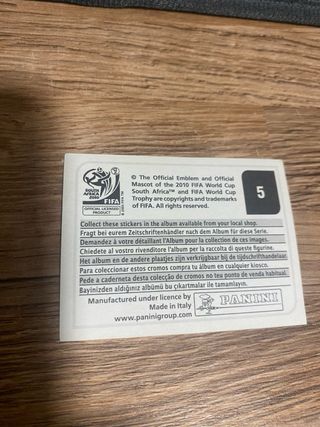 SOUTH AFRICA
2010
FIFA
OFFICIAL LICENSED
PRODUCT
© The Official Emblem and Official
Mascot of the 2010 FIFA World Cup
South Africa™ and FIFA World Cup
Trophy are copyrights and trademarks
of FIFA. All rights reserved.
5
Collect these stickers in the album available from your local shop.
Fragt bei eurem Zeitschriftenhändler nach dem Album für diese Serie.
Demandez à votre détaillant l'Album pour la collection de ces images.
Chiedete al vostro rivenditore l'album per la raccolta di queste figurine.
Het album en de andere plaatjes zijn verkrijgbaar bij de tijdschrifthandelaar.
Para coleccionar estos cromos compra tu álbum en cualquier kiosco.
Pede a caderneta desta colecção de cromos no teu ponto de venda habitual.
Bayinizden aldığınız albümü bu çıkartmalar ile tamamlayın.
Manufactured under licence by
Made in Italy
www.paninigroup.com
PANINI